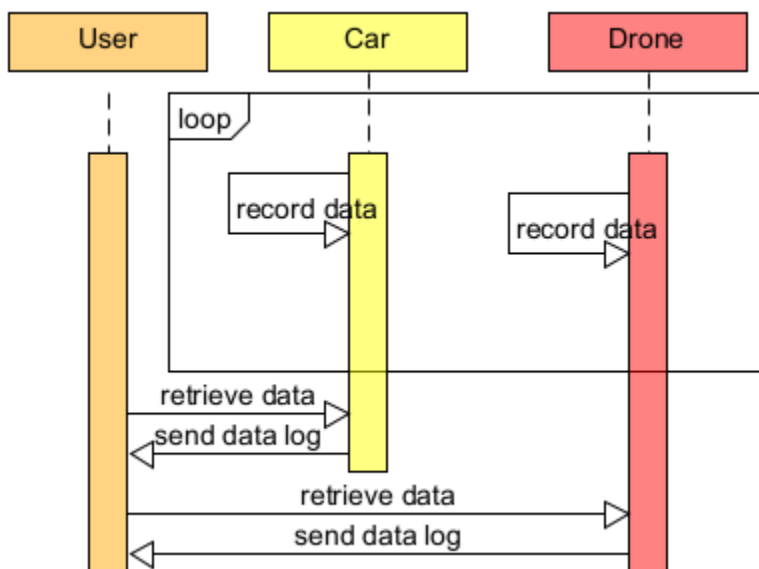 User
Car
Drone
loop
record data
record data
retrieve data
send data log
retrieve data
send data log